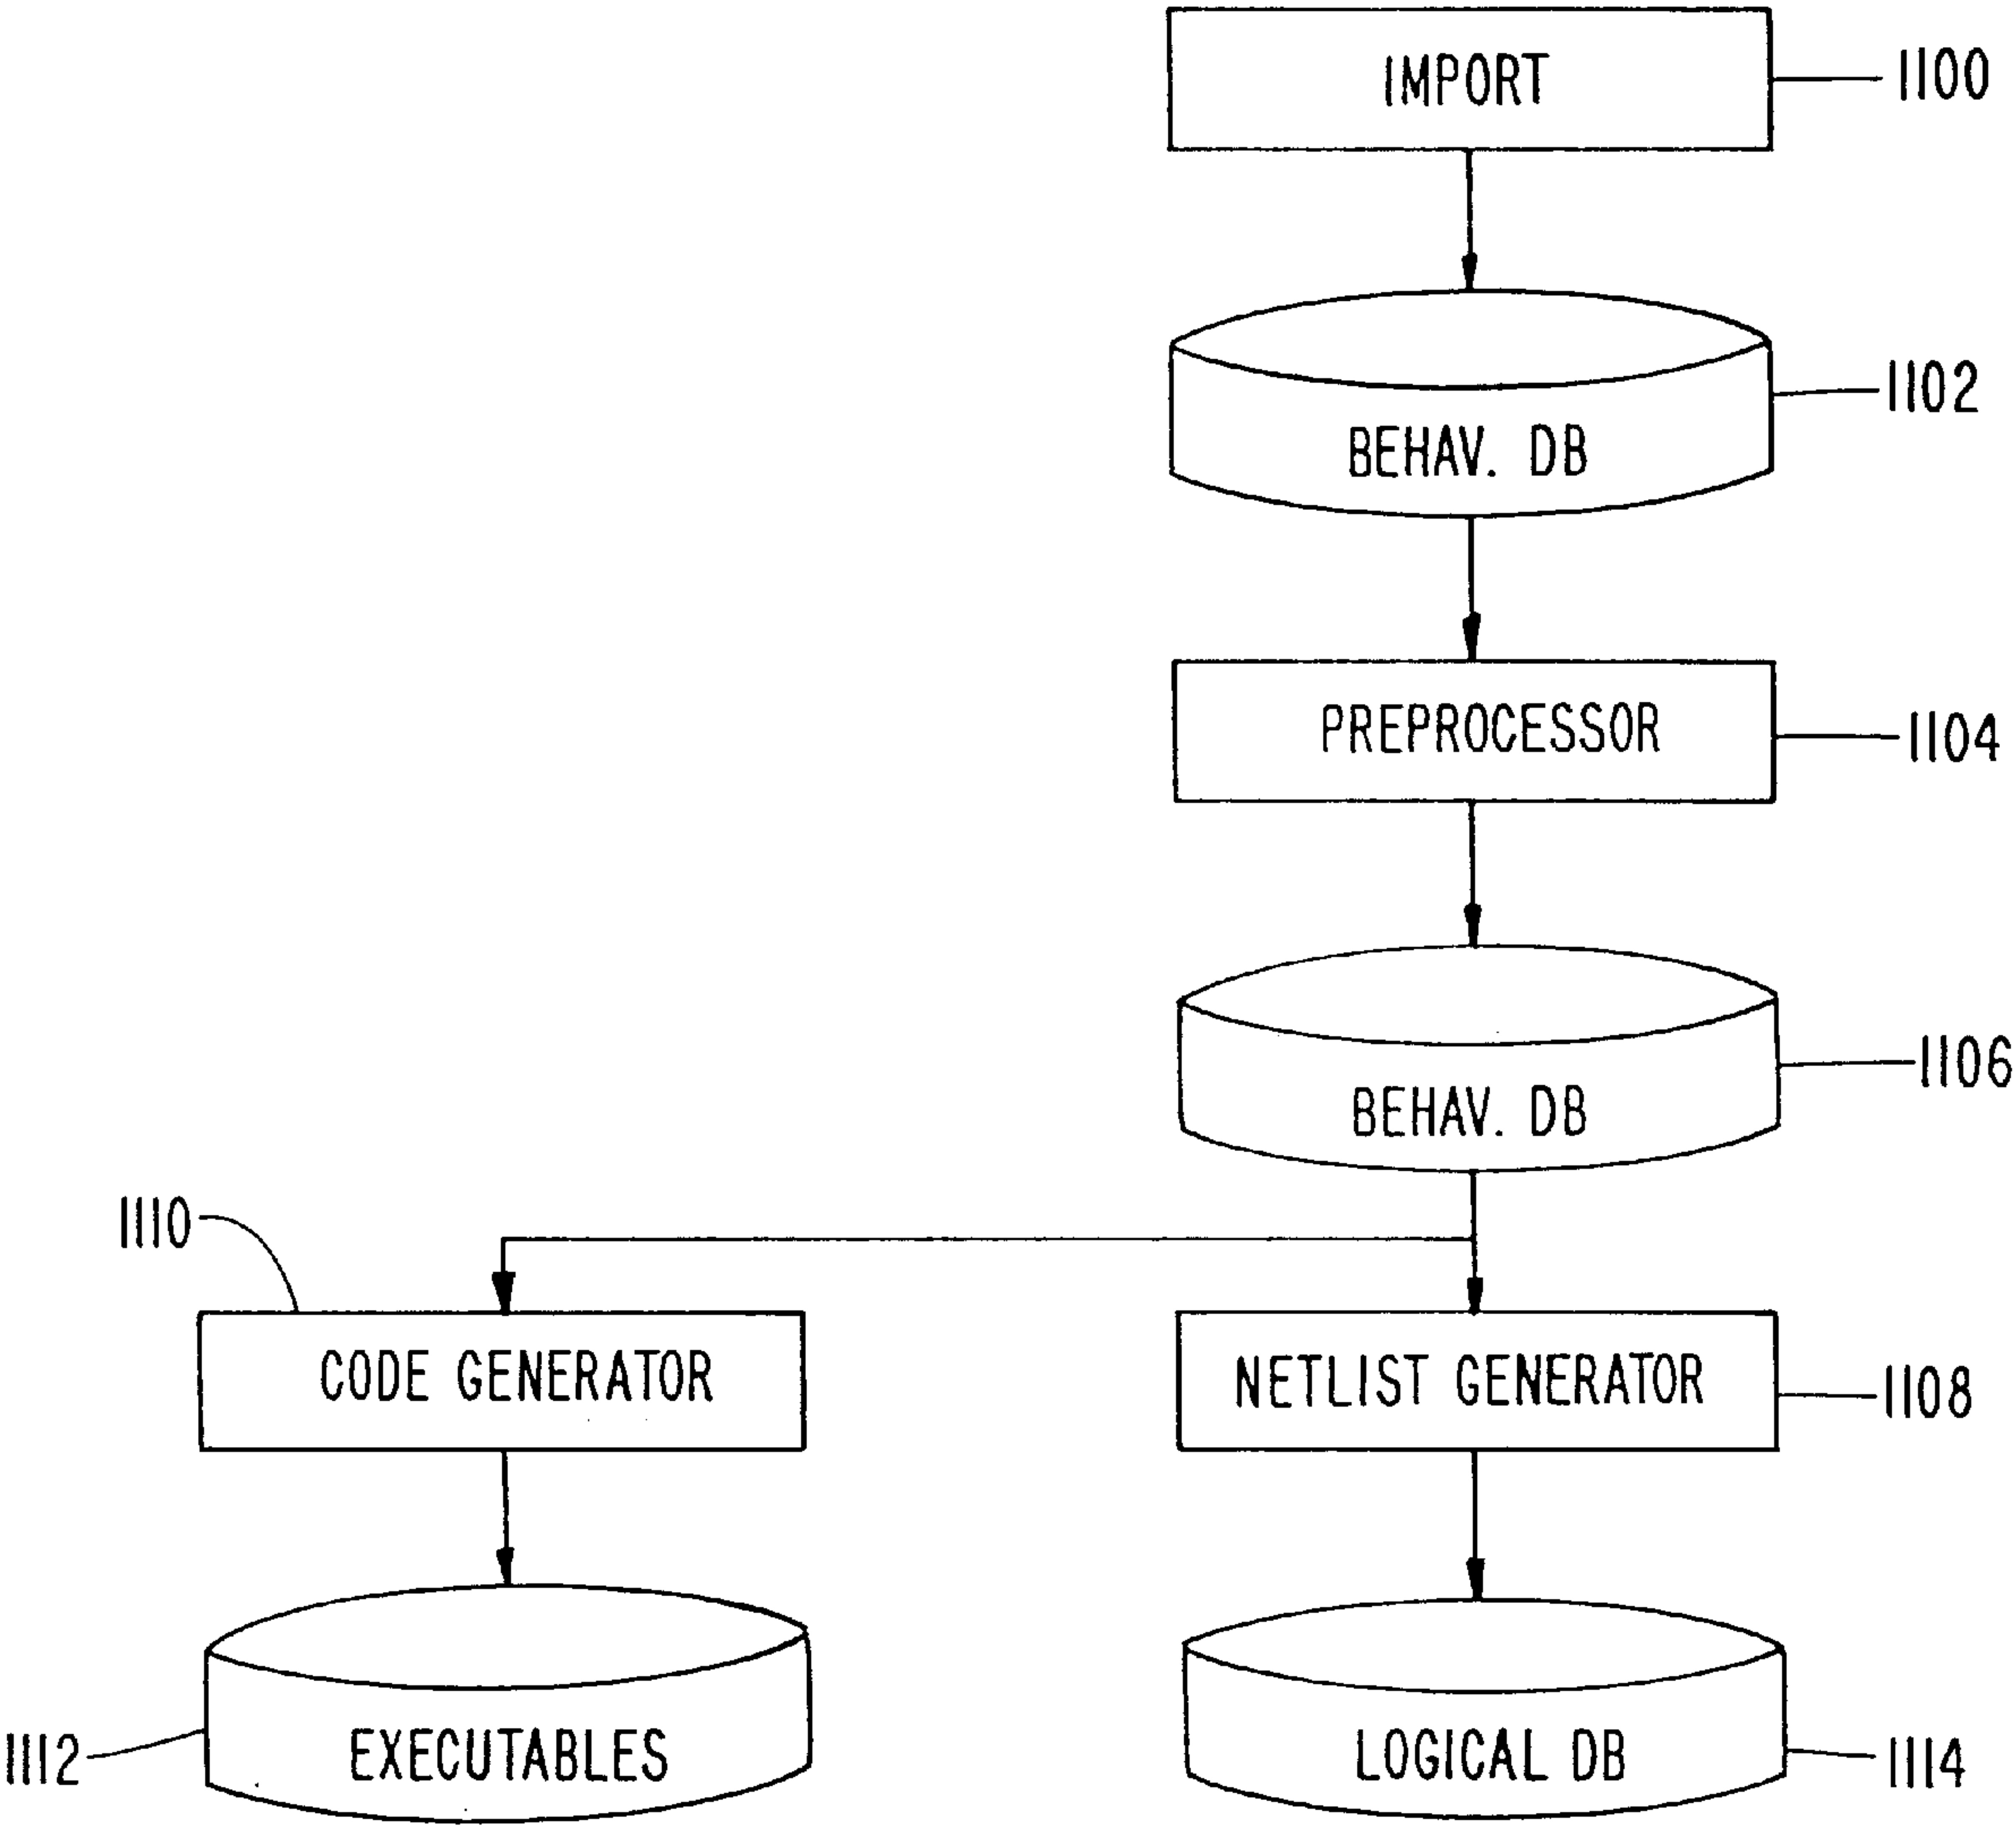 IMPORT
1100
1102
BEHAV. DB
PREPROCESSOR
1104
1106
BEHAV. DB
1110
CODE GENERATOR
NETLIST GENERATOR
1108
1112
EXECUTABLES
LOGICAL DB
1114